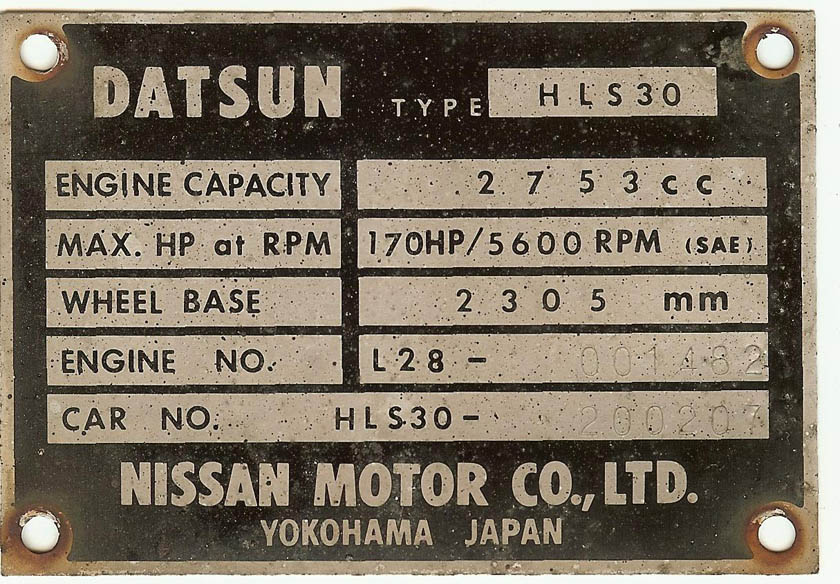 DATSUN TYPE HLS30
ENGINE CAPACITY 2753cc
MAX. HP at RPM 170HP/5600 RPM (SAE)
WHEEL BASE 2305 mm
ENGINE NO. L28- 001482
CAR NO. HLS30- 200207
NISSAN MOTOR CO., LTD.
YOKOHAMA JAPAN